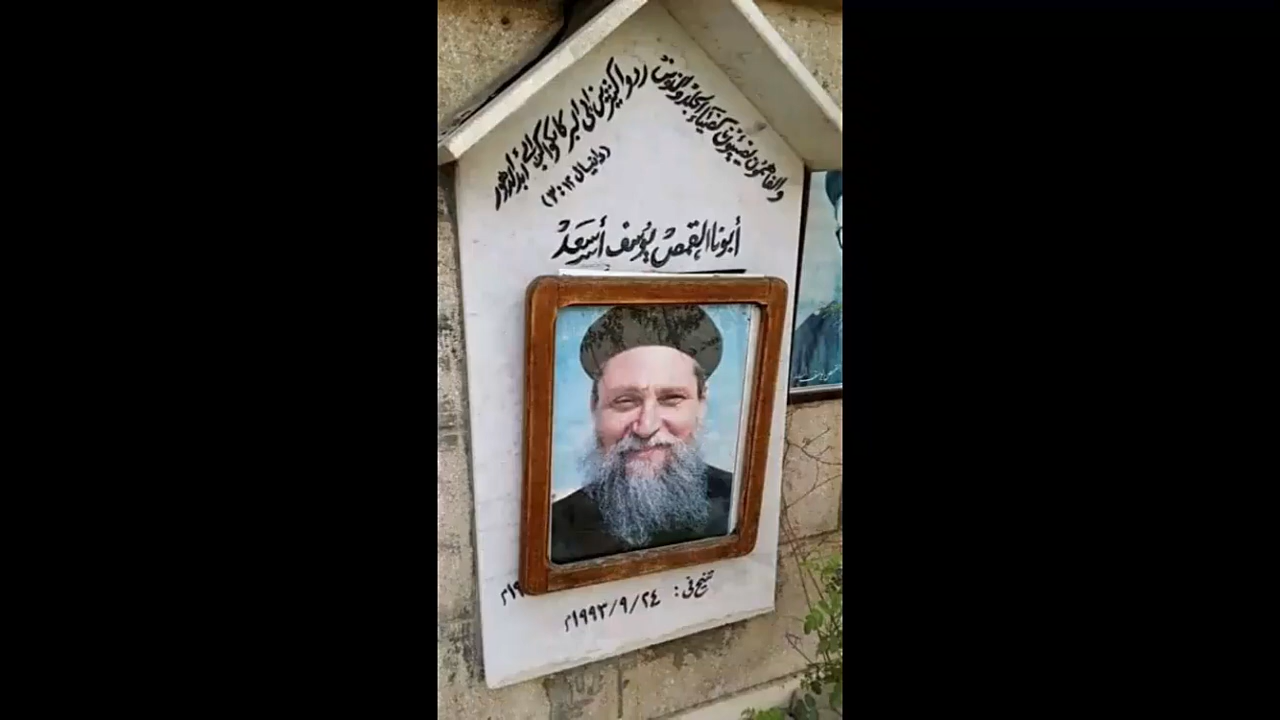 والفاهمون يضيئون كضياء الجلد والذين
ردوا كثيرين إلى البر كالكواكب إلى أبد الدهور
(دانيال ١٢ : ٣)
أبونا القمص يوسف أسعد
تنيح في : ٢٤/٩/١٩٩٣م